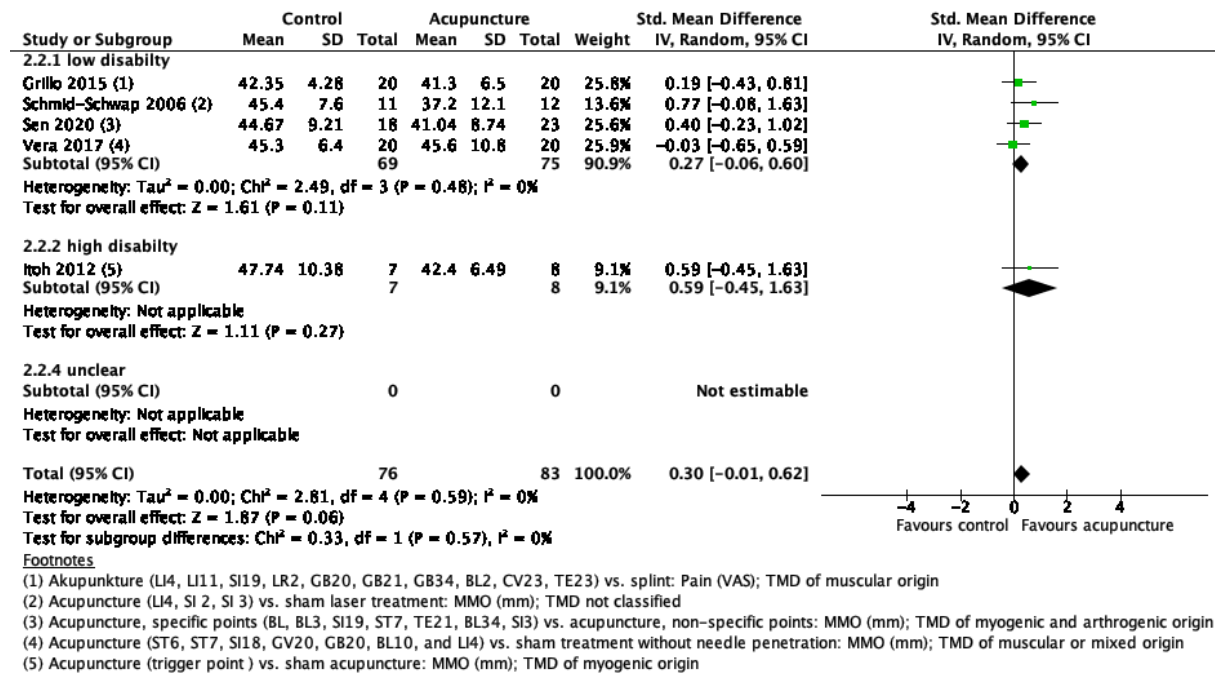 Control Acupuncture Std. Mean Difference Std. Mean Difference
Study or Subgroup Mean SD Total Mean SD Total Weight IV, Random, 95% CI IV, Random, 95% CI
2.2.1 low disabilty
Grillo 2015 (1) 42.35 4.28 20 41.3 6.5 20 25.8% 0.19 [−0.43, 0.81]
Schmid−Schwap 2006 (2) 45.4 7.6 11 37.2 12.1 12 13.6% 0.77 [−0.08, 1.63]
Sen 2020 (3) 44.67 9.21 18 41.04 8.74 23 25.6% 0.40 [−0.23, 1.02]
Vera 2017 (4) 45.3 6.4 20 45.6 10.8 20 25.9% −0.03 [−0.65, 0.59]
Subtotal (95% CI) 69 75 90.9% 0.27 [−0.06, 0.60]
Heterogeneity: Tau² = 0.00; Chi² = 2.49, df = 3 (P = 0.48); I² = 0%
Test for overall effect: Z = 1.61 (P = 0.11)
2.2.2 high disabilty
Itoh 2012 (5) 47.74 10.38 7 42.4 6.49 8 9.1% 0.59 [−0.45, 1.63]
Subtotal (95% CI) 7 8 9.1% 0.59 [−0.45, 1.63]
Heterogeneity: Not applicable
Test for overall effect: Z = 1.11 (P = 0.27)
2.2.4 unclear
Subtotal (95% CI) 0 0 Not estimable
Heterogeneity: Not applicable
Test for overall effect: Not applicable
Total (95% CI) 76 83 100.0% 0.30 [−0.01, 0.62]
Heterogeneity: Tau² = 0.00; Chi² = 2.81, df = 4 (P = 0.59); I² = 0%
Test for overall effect: Z = 1.87 (P = 0.06)
Test for subgroup differences: Chi² = 0.33, df = 1 (P = 0.57), I² = 0%
−4 −2 0 2 4
Favours control Favours acupuncture
Footnotes
(1) Akupunkture (LI4, LI11, SI19, LR2, GB20, GB21, GB34, BL2, CV23, TE23) vs. splint: Pain (VAS); TMD of muscular origin
(2) Acupuncture (LI4, SI 2, SI 3) vs. sham laser treatment: MMO (mm); TMD not classified
(3) Acupuncture, specific points (BL, BL3, SI19, ST7, TE21, BL34, SI3) vs. acupuncture, non-specific points: MMO (mm); TMD of myogenic and arthrogenic origin
(4) Acupuncture (ST6, ST7, SI18, GV20, GB20, BL10, and LI4) vs. sham treatment without needle penetration: MMO (mm); TMD of muscular or mixed origin
(5) Acupuncture (trigger point ) vs. sham acupuncture: MMO (mm); TMD of myogenic origin